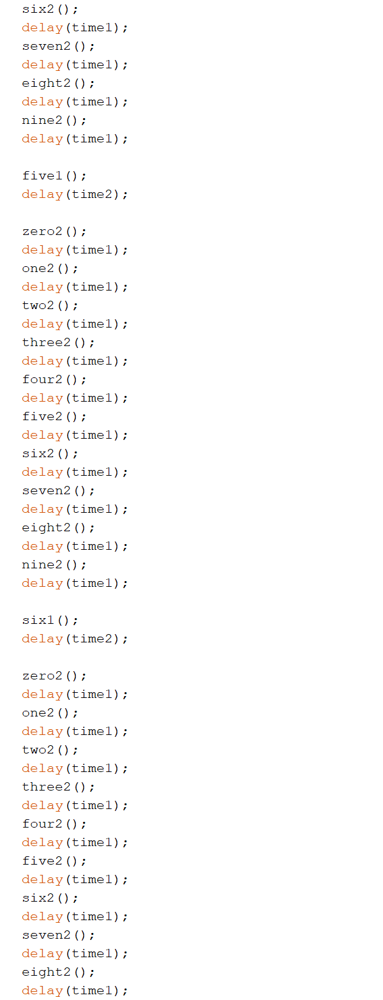 six2();
delay(time1);
seven2();
delay(time1);
eight2();
delay(time1);
nine2();
delay(time1);

five1();
delay(time2);

zero2();
delay(time1);
one2();
delay(time1);
two2();
delay(time1);
three2();
delay(time1);
four2();
delay(time1);
five2();
delay(time1);
six2();
delay(time1);
seven2();
delay(time1);
eight2();
delay(time1);
nine2();
delay(time1);

six1();
delay(time2);

zero2();
delay(time1);
one2();
delay(time1);
two2();
delay(time1);
three2();
delay(time1);
four2();
delay(time1);
five2();
delay(time1);
six2();
delay(time1);
seven2();
delay(time1);
eight2();
delay(time1);